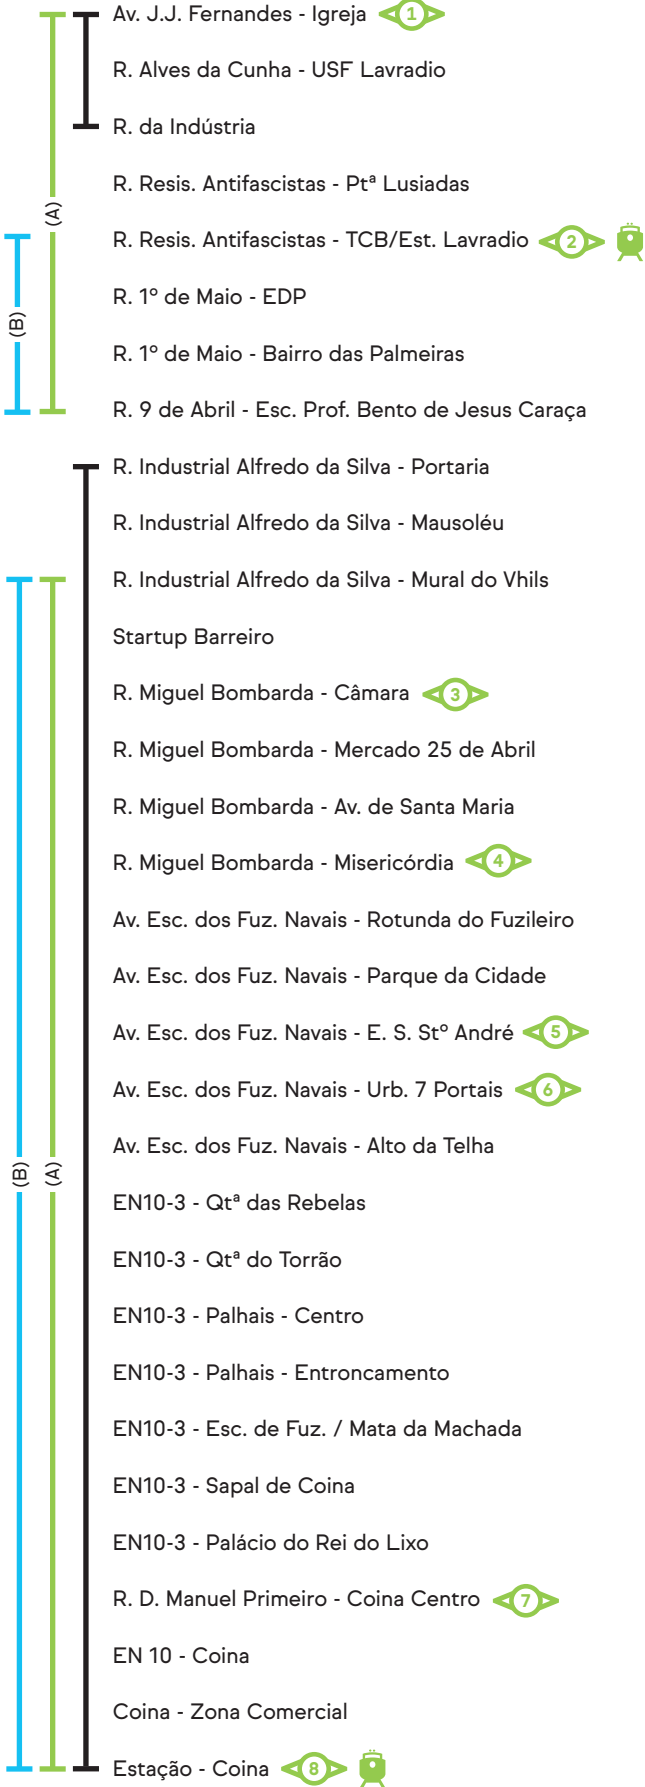 Av. J.J. Fernandes - Igreja 1
R. Alves da Cunha - USF Lavradio
R. da Indústria
R. Resis. Antifascistas - Ptª Lusiadas
(A)
R. Resis. Antifascistas - TCB/Est. Lavradio 2
R. 1º de Maio - EDP
(B)
R. 1º de Maio - Bairro das Palmeiras
R. 9 de Abril - Esc. Prof. Bento de Jesus Caraça
R. Industrial Alfredo da Silva - Portaria
R. Industrial Alfredo da Silva - Mausoléu
R. Industrial Alfredo da Silva - Mural do Vhils
Startup Barreiro
R. Miguel Bombarda - Câmara 3
R. Miguel Bombarda - Mercado 25 de Abril
R. Miguel Bombarda - Av. de Santa Maria
R. Miguel Bombarda - Misericórdia 4
Av. Esc. dos Fuz. Navais - Rotunda do Fuzileiro
Av. Esc. dos Fuz. Navais - Parque da Cidade
Av. Esc. dos Fuz. Navais - E. S. Stº André 5
Av. Esc. dos Fuz. Navais - Urb. 7 Portais 6
Av. Esc. dos Fuz. Navais - Alto da Telha
(B) (A)
EN10-3 - Qtª das Rebelas
EN10-3 - Qtª do Torrão
EN10-3 - Palhais - Centro
EN10-3 - Palhais - Entroncamento
EN10-3 - Esc. de Fuz. / Mata da Machada
EN10-3 - Sapal de Coina
EN10-3 - Palácio do Rei do Lixo
R. D. Manuel Primeiro - Coina Centro 7
EN 10 - Coina
Coina - Zona Comercial
Estação - Coina 8